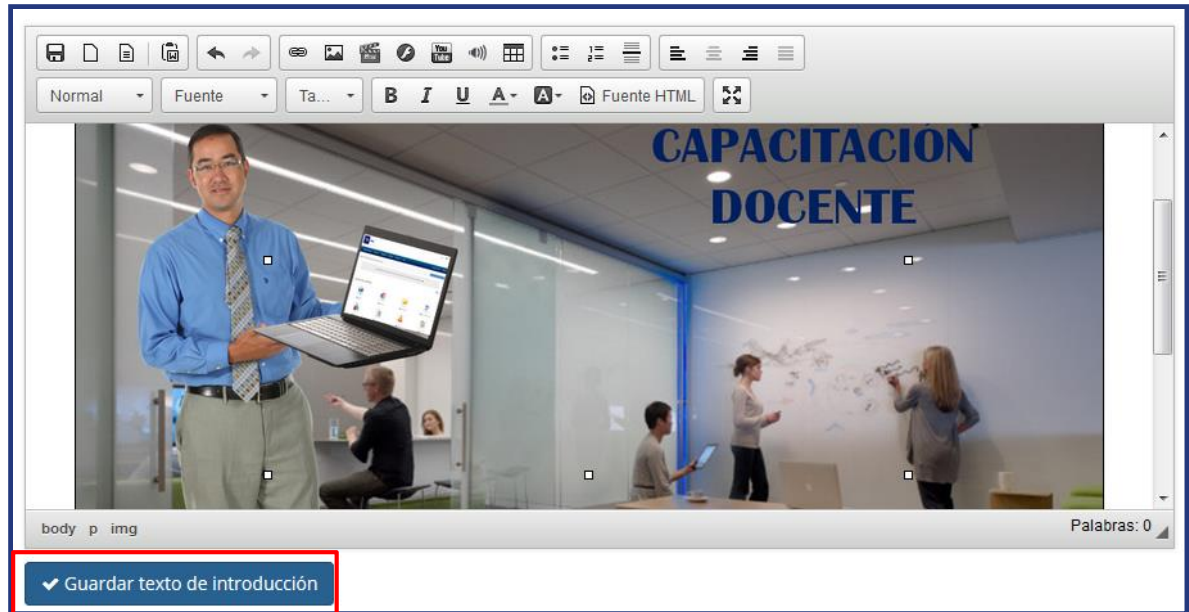 Normal Fuente Ta... B I U A A Fuente HTML
CAPACITACIÓN
DOCENTE
body p img Palabras: 0
Guardar texto de introducción